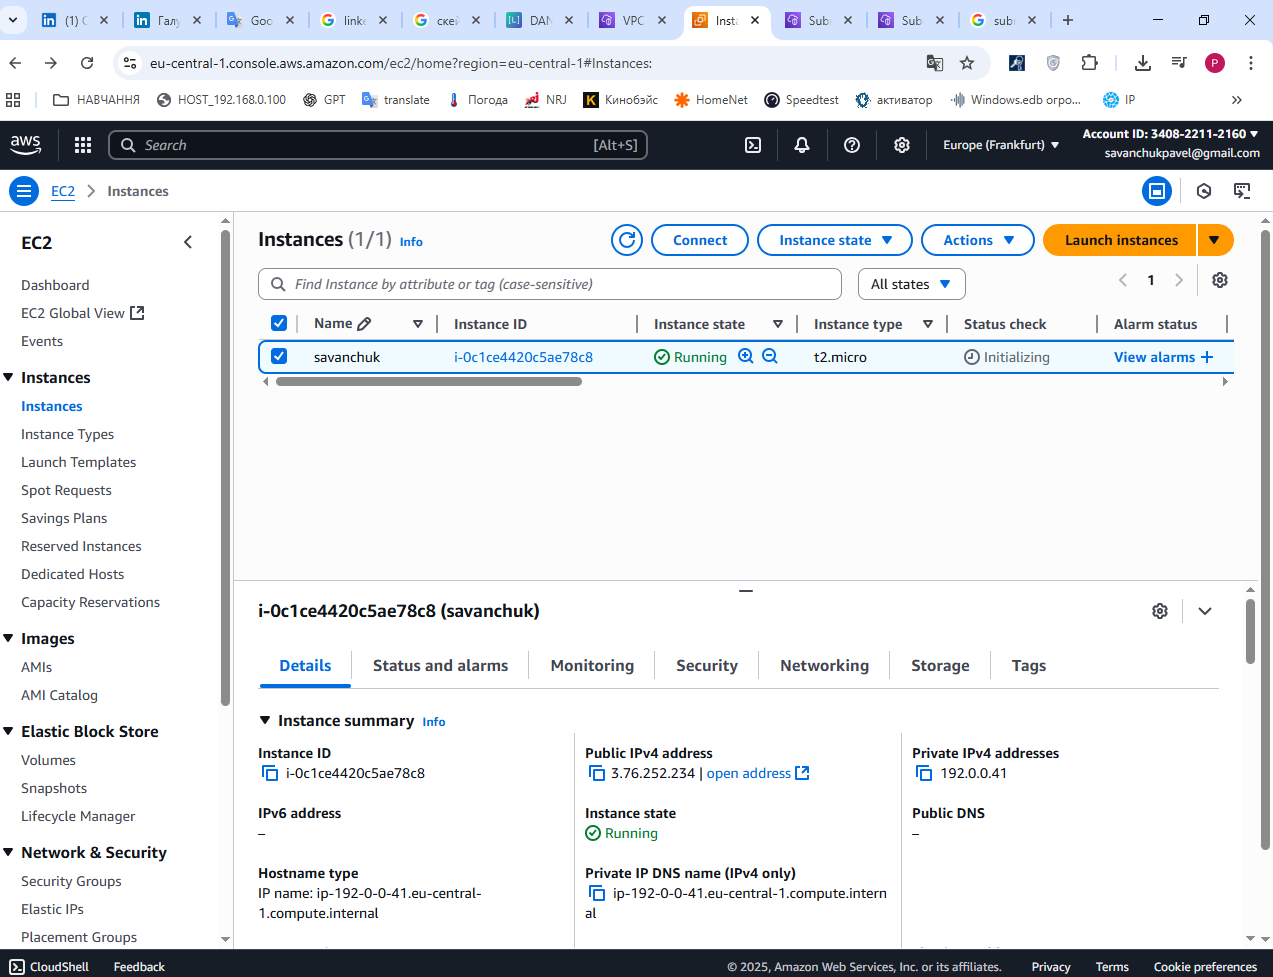 (1) C
Галу
Goo
linke
скей
DAN
VPC
Insta
Subn
Sub
subn
eu-central-1.console.aws.amazon.com/ec2/home?region=eu-central-1#Instances:
P
НАВЧАННЯ
HOST_192.168.0.100
GPT
translate
Погода
NRJ
Кинобэйс
HomeNet
Speedtest
активатор
Windows.edb огро...
IP
aws
Search
[Alt+S]
Europe (Frankfurt)
Account ID: 3408-2211-2160
savanchukpavel@gmail.com
EC2
Instances
EC2
Dashboard
EC2 Global View
Events
Instances
Instances
Instance Types
Launch Templates
Spot Requests
Savings Plans
Reserved Instances
Dedicated Hosts
Capacity Reservations
Images
AMIs
AMI Catalog
Elastic Block Store
Volumes
Snapshots
Lifecycle Manager
Network & Security
Security Groups
Elastic IPs
Placement Groups
Instances (1/1) Info
Connect
Instance state
Actions
Launch instances
Find Instance by attribute or tag (case-sensitive)
All states
1
Name
Instance ID
Instance state
Instance type
Status check
Alarm status
savanchuk
i-0c1ce4420c5ae78c8
Running
t2.micro
Initializing
View alarms
i-0c1ce4420c5ae78c8 (savanchuk)
Details
Status and alarms
Monitoring
Security
Networking
Storage
Tags
Instance summary Info
Instance ID
i-0c1ce4420c5ae78c8
Public IPv4 address
3.76.252.234 | open address
Private IPv4 addresses
192.0.0.41
IPv6 address
–
Instance state
Running
Public DNS
–
Hostname type
IP name: ip-192-0-0-41.eu-central-
1.compute.internal
Private IP DNS name (IPv4 only)
ip-192-0-0-41.eu-central-1.compute.intern
al
CloudShell
Feedback
© 2025, Amazon Web Services, Inc. or its affiliates.
Privacy
Terms
Cookie preferences